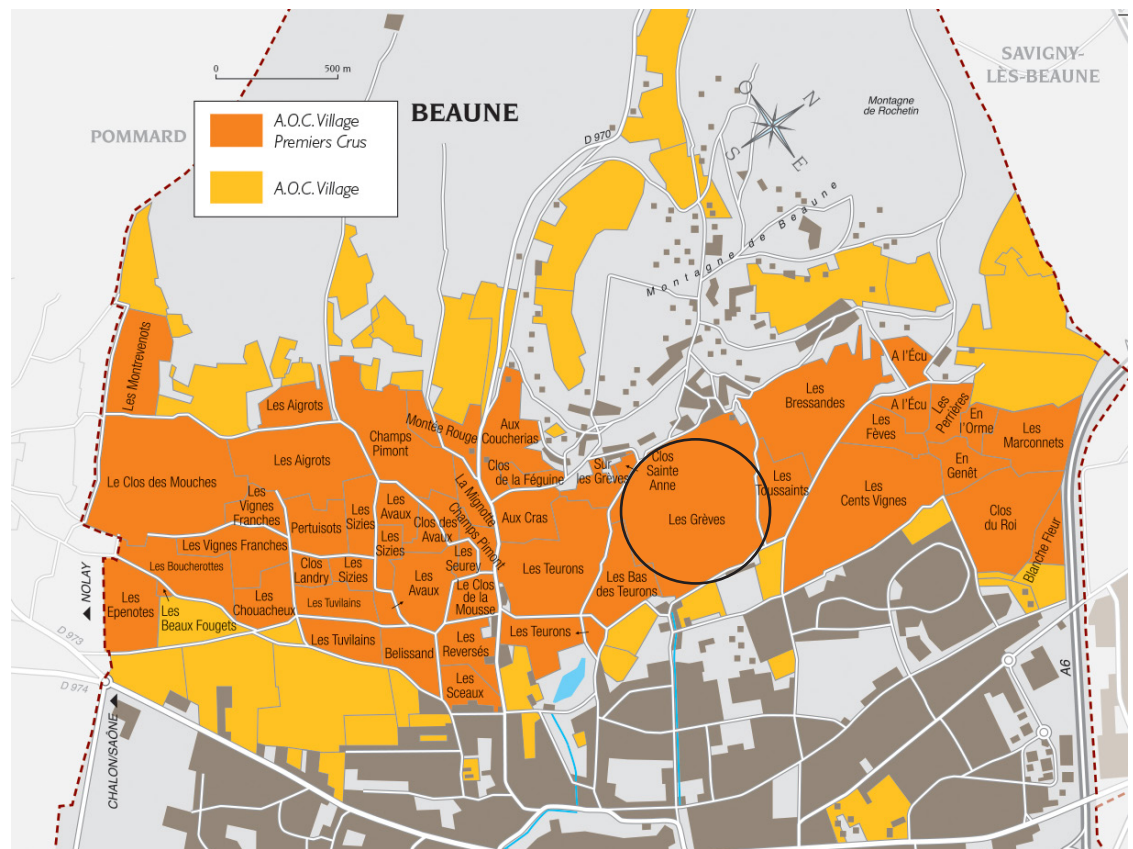 SAVIGNY-
LÈS-BEAUNE
0
500 m
BEAUNE
POMMARD
A.O.C. Village
Premiers Crus
A.O.C. Village
D 970
O
N
S
E
Montagne
de Rochetin
Montagne de Beaune
Les Montrevenots
Les Aigrots
Champs
Pimont
Montée Rouge
Aux
Coucherias
Les
Bressandes
A l'Écu
A l'Écu
Les
Perrières
En
l'Orme
Les
Marconnets
Les
Fèves
Le Clos des Mouches
Les Aigrots
Les
Vignes
Franches
Pertuisots
Les
Sizies
Les
Avaux
Clos des
Avaux
La Mignotte
Champs Pimont
Clos
de la Féguine
Sur
les Grèves
Clos
Sainte
Anne
Les Grèves
Les
Toussaints
Les
Cents Vignes
En
Genêt
Clos
du Roi
Blanche Fleur
Aux Cras
Les Vignes Franches
Les Boucherottes
Clos
Landry
Les
Sizies
Les
Sizies
Les
Seurey
Les
Avaux
Le Clos
de la
Mousse
Les Teurons
Les Bas
des Teurons
Les
Epenotes
Les
Beaux Fougets
Les
Chouacheux
Les Tuvilains
Les Tuvilains
Belissand
Les
Reversés
Les Teurons
Les
Sceaux
NOLAY
D 973
D 974
CHALON/SAÔNE
A6